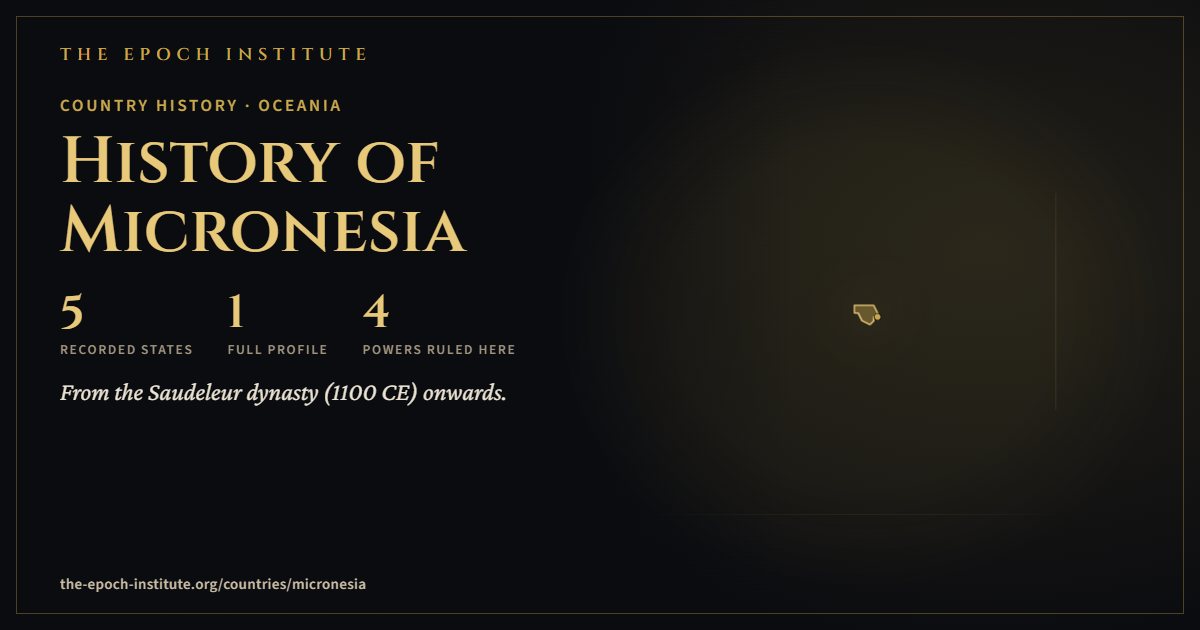 THE EPOCH INSTITUTE
COUNTRY HISTORY · OCEANIA
History of
Micronesia
5 1 4
RECORDED STATES FULL PROFILE POWERS RULED HERE
From the Saudeleur dynasty (1100 CE) onwards.
the-epoch-institute.org/countries/micronesia